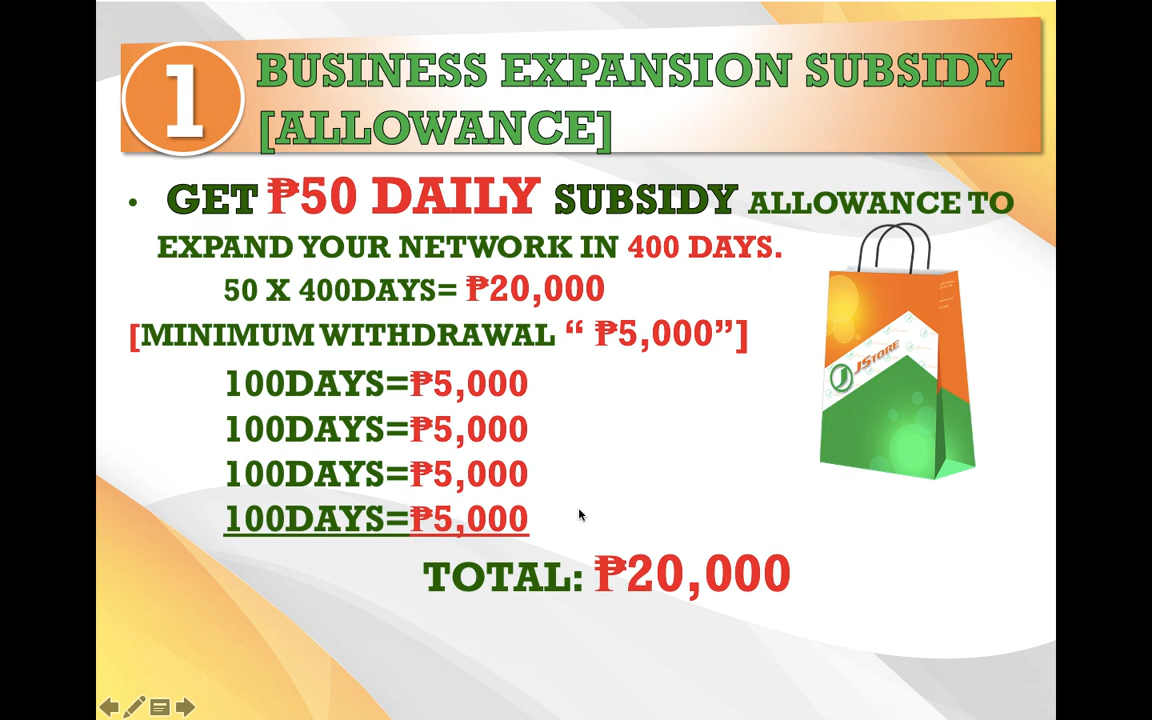 1
BUSINESS EXPANSION SUBSIDY
[ALLOWANCE]
• GET ₱50 DAILY SUBSIDY ALLOWANCE TO
EXPAND YOUR NETWORK IN 400 DAYS.
50 X 400DAYS= ₱20,000
[MINIMUM WITHDRAWAL “ ₱5,000”]
100DAYS=₱5,000
100DAYS=₱5,000
100DAYS=₱5,000
100DAYS=₱5,000
TOTAL: ₱20,000
J JSTORE